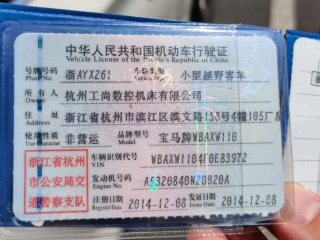 中华人民共和国机动车行驶证
Vehicle License of the People's Republic of China
号牌号码 浙AYX261 车辆类型 小型越野客车
Plate No.
所有人 杭州工尚数控机床有限公司
Owner
住址 浙江省杭州市滨江区滨文路153号4幢105厂房
使用性质 非营运 品牌型号 宝马牌WBAXW110
浙江省杭州
市公安局交
通警察支队
车辆识别代号 WBAXW1104F0E83972
VIN
发动机号码 A5320840N20B20A
Engine No.
注册日期 2014-12-08 发证日期 2014-12-08
Register Date Issue Date